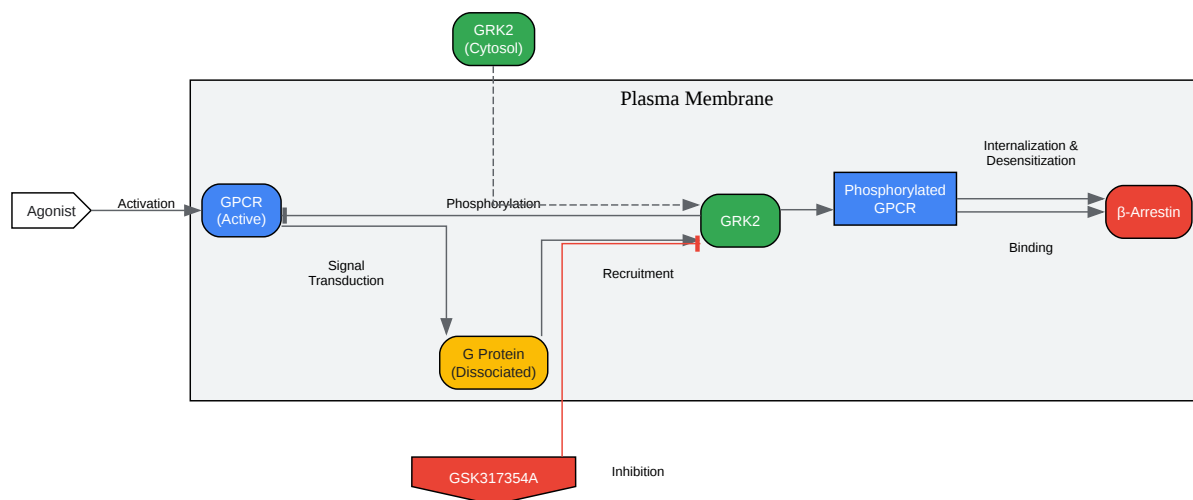 GRK2
(Cytosol)
Plasma Membrane
Internalization &
Desensitization
Agonist
Activation
GPCR
(Active)
Phosphorylation
GRK2
Phosphorylated
GPCR
β-Arrestin
Signal
Transduction
Recruitment
Binding
G Protein
(Dissociated)
GSK317354A
Inhibition